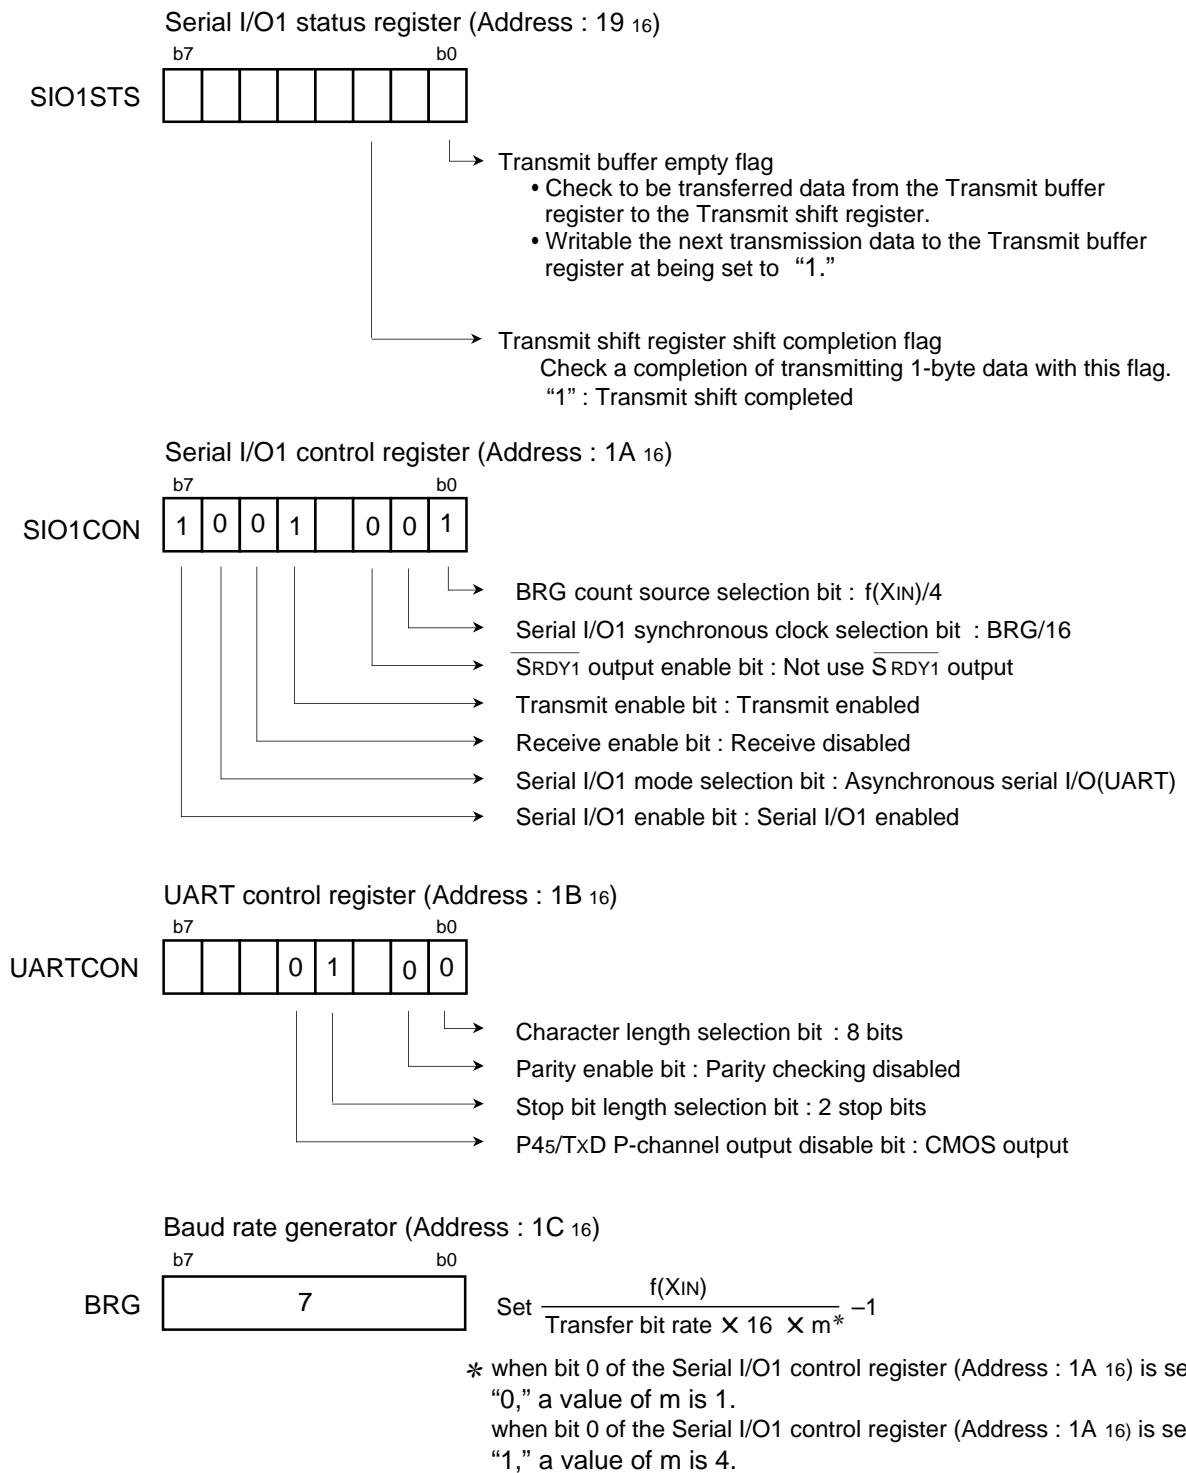 Serial I/O1 status register (Address : 19 16)
b7 b0
SIO1STS
Transmit buffer empty flag
• Check to be transferred data from the Transmit buffer
register to the Transmit shift register.
• Writable the next transmission data to the Transmit buffer
register at being set to “1.”
Transmit shift register shift completion flag
Check a completion of transmitting 1-byte data with this flag.
“1” : Transmit shift completed
Serial I/O1 control register (Address : 1A 16)
b7 b0
SIO1CON 1 0 0 1 0 0 1
BRG count source selection bit : f(XIN)/4
Serial I/O1 synchronous clock selection bit : BRG/16
SRDY1 output enable bit : Not use SRDY1 output
Transmit enable bit : Transmit enabled
Receive enable bit : Receive disabled
Serial I/O1 mode selection bit : Asynchronous serial I/O(UART)
Serial I/O1 enable bit : Serial I/O1 enabled
UART control register (Address : 1B 16)
b7 b0
UARTCON 0 1 0 0
Character length selection bit : 8 bits
Parity enable bit : Parity checking disabled
Stop bit length selection bit : 2 stop bits
P45/TXD P-channel output disable bit : CMOS output
Baud rate generator (Address : 1C 16)
b7 b0
BRG 7
f(XIN)
Set –1
Transfer bit rate ✕ 16 ✕ m*
* when bit 0 of the Serial I/O1 control register (Address : 1A 16) is se
“0,” a value of m is 1.
when bit 0 of the Serial I/O1 control register (Address : 1A 16) is se
“1,” a value of m is 4.